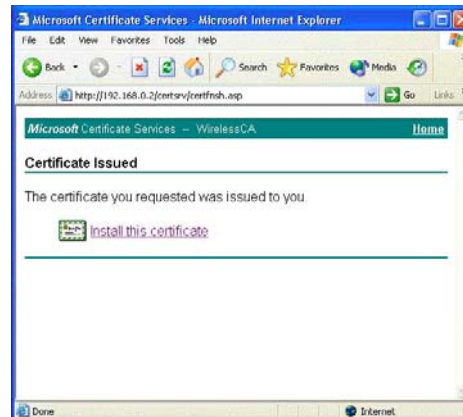 Microsoft Certificate Services - Microsoft Internet Explorer
File Edit View Favorites Tools Help
Back Search Favorites Media
Address http://192.168.0.2/certsrv/certfnsh.asp Go Links
Microsoft Certificate Services -- WirelessCA Home
Certificate Issued
The certificate you requested was issued to you.
Install this certificate
Done Internet